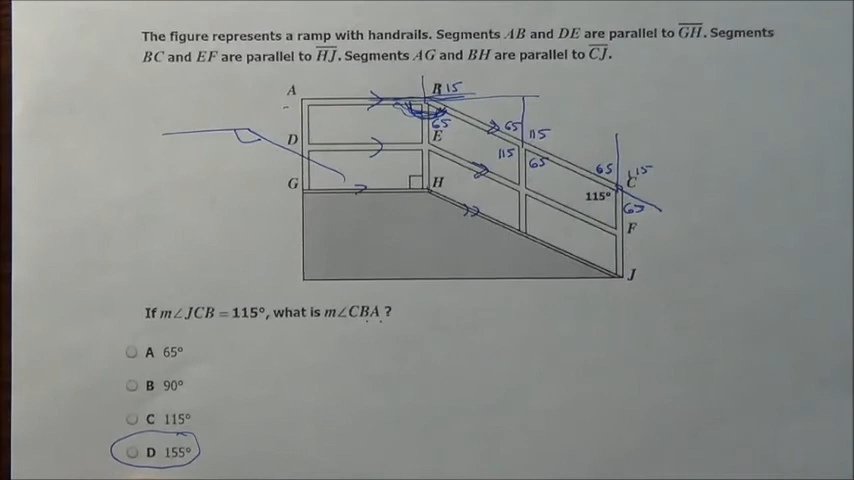 The figure represents a ramp with handrails. Segments AB and DE are parallel to GH. Segments
BC and EF are parallel to HJ. Segments AG and BH are parallel to CJ.
A
B 115
65
D
E
65 115
115 65
65 115
C
G
H
115°
65
F
J
If m∠JCB = 115°, what is m∠CBA ?
A 65°
B 90°
C 115°
D 155°